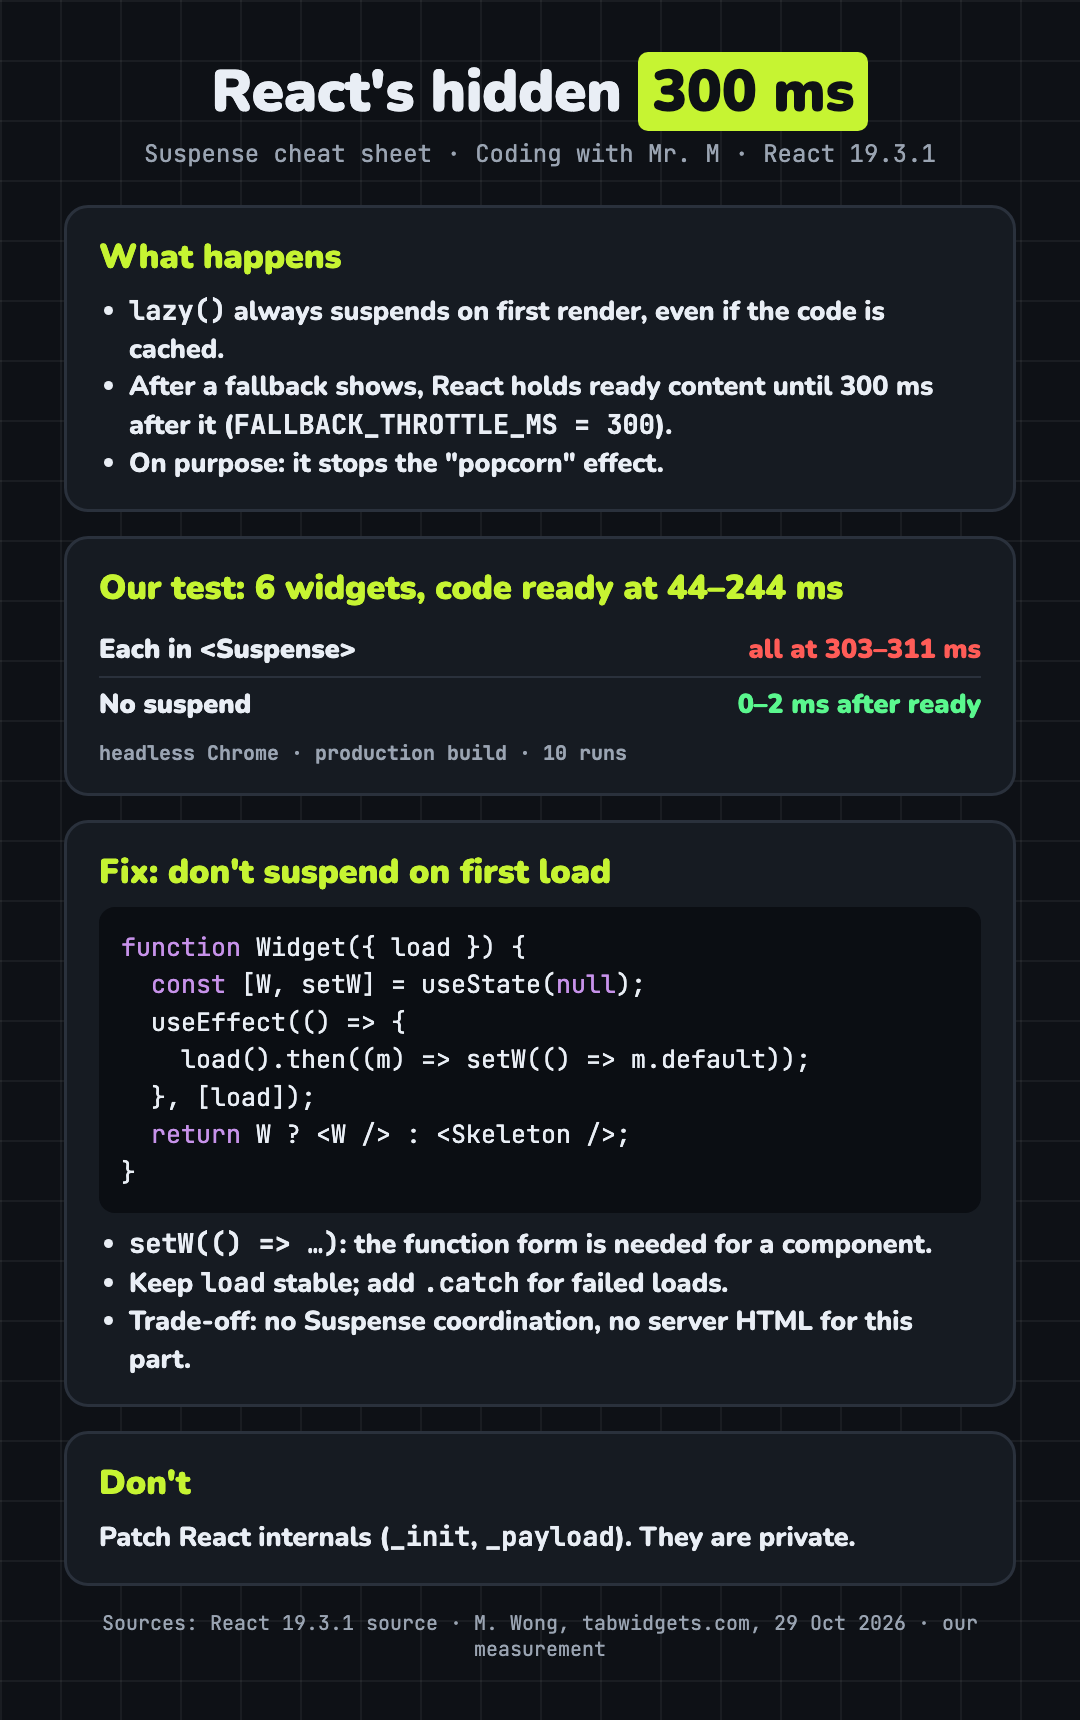 React's hidden 300 ms
Suspense cheat sheet · Coding with Mr. M · React 19.3.1
What happens
• lazy() always suspends on first render, even if the code is
cached.
• After a fallback shows, React holds ready content until 300 ms
after it (FALLBACK_THROTTLE_MS = 300).
• On purpose: it stops the "popcorn" effect.
Our test: 6 widgets, code ready at 44–244 ms
Each in <Suspense> all at 303–311 ms
No suspend 0–2 ms after ready
headless Chrome · production build · 10 runs
Fix: don't suspend on first load
function Widget({ load }) {
  const [W, setW] = useState(null);
  useEffect(() => {
    load().then((m) => setW(() => m.default));
  }, [load]);
  return W ? <W /> : <Skeleton />;
}
• setW(() => …): the function form is needed for a component.
• Keep load stable; add .catch for failed loads.
• Trade-off: no Suspense coordination, no server HTML for this
part.
Don't
Patch React internals (_init, _payload). They are private.
Sources: React 19.3.1 source · M. Wong, tabwidgets.com, 29 Oct 2026 · our
measurement